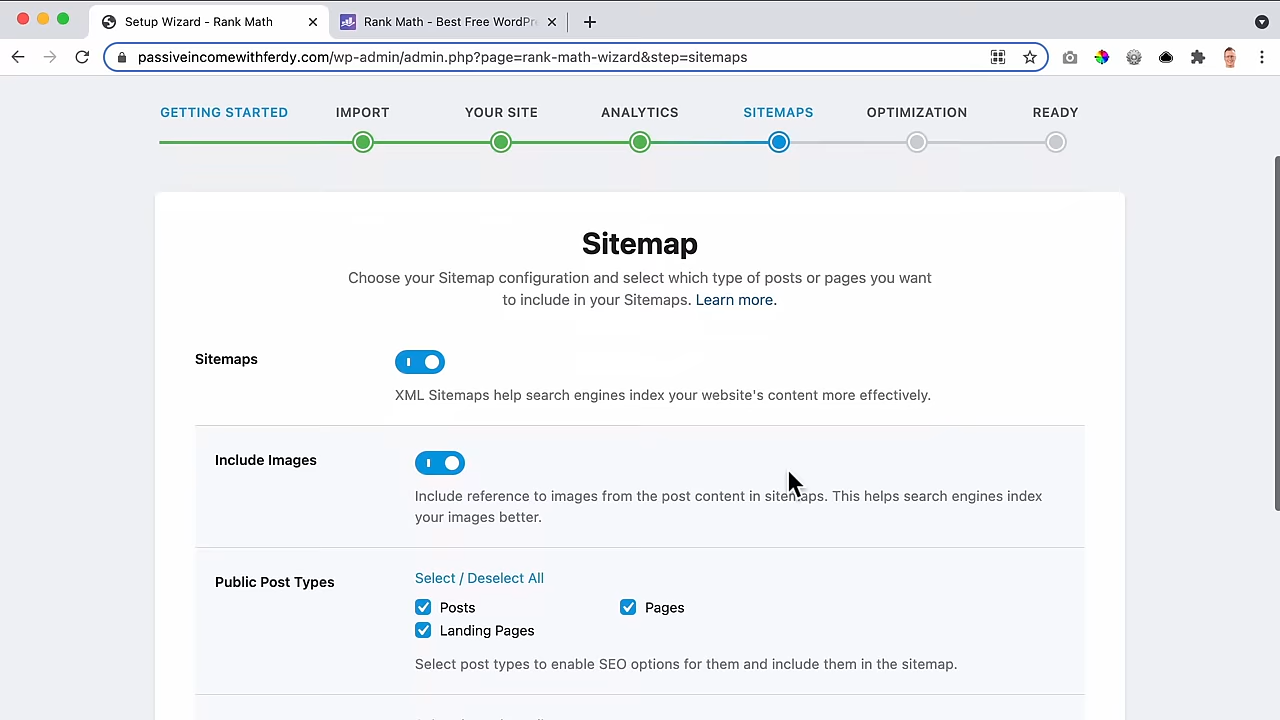 Setup Wizard - Rank Math
Rank Math - Best Free WordPr
passiveincomewithferdy.com/wp-admin/admin.php?page=rank-math-wizard&step=sitemaps
GETTING STARTED
IMPORT
YOUR SITE
ANALYTICS
SITEMAPS
OPTIMIZATION
READY
Sitemap
Choose your Sitemap configuration and select which type of posts or pages you want
to include in your Sitemaps. Learn more.
Sitemaps
XML Sitemaps help search engines index your website's content more effectively.
Include Images
Include reference to images from the post content in sitemaps. This helps search engines index
your images better.
Public Post Types
Select / Deselect All
Posts
Pages
Landing Pages
Select post types to enable SEO options for them and include them in the sitemap.